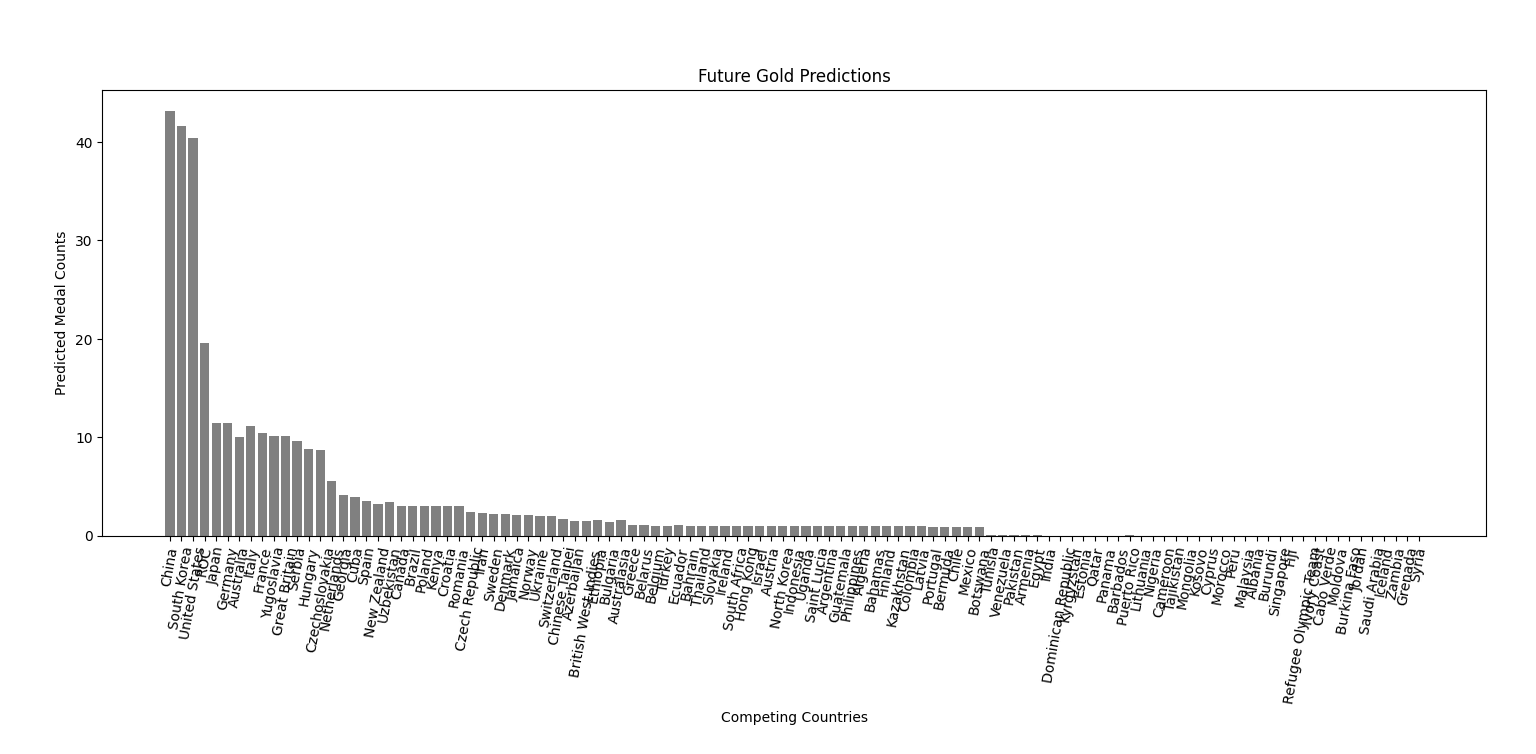 Future Gold Predictions
Predicted Medal Counts
40
30
20
10
0
China
South Korea
United States
ROC
Japan
Germany
Australia
Italy
France
Yugoslavia
Great Britain
Serbia
Hungary
Czechoslovakia
Netherlands
Georgia
Cuba
Spain
New Zealand
Uzbekistan
Canada
Brazil
Poland
Kenya
Croatia
Romania
Czech Republic
Iran
Sweden
Denmark
Jamaica
Norway
Ukraine
Switzerland
Chinese Taipei
Azerbaijan
British West Indies
Ethiopia
Bulgaria
Australasia
Greece
Belarus
Belgium
Turkey
Ecuador
Bahrain
Thailand
Slovakia
Ireland
South Africa
Hong Kong
Israel
Austria
North Korea
Indonesia
Uganda
Saint Lucia
Argentina
Guatemala
Philippines
Algeria
Bahamas
Finland
Kazakhstan
Colombia
Latvia
Portugal
Bermuda
Chile
Mexico
Botswana
Tunisia
Venezuela
Pakistan
Armenia
Egypt
India
Dominican Republic
Kyrgyzstan
Estonia
Qatar
Panama
Barbados
Puerto Rico
Lithuania
Nigeria
Cameroon
Tajikistan
Mongolia
Kosovo
Cyprus
Morocco
Peru
Malaysia
Albania
Burundi
Singapore
Fiji
Refugee Olympic Team
Ivory Coast
Cabo Verde
Moldova
Burkina Faso
Jordan
Saudi Arabia
Iceland
Zambia
Grenada
Syria
Competing Countries